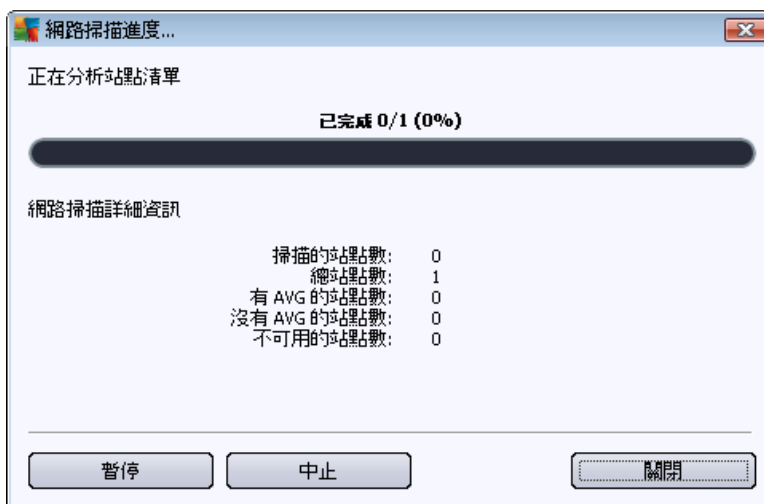 網路掃描進度...
正在分析站點清單
已完成 0/1 (0%)
網路掃描詳細資訊
掃描的站點數: 0
總站點數: 1
有 AVG 的站點數: 0
沒有 AVG 的站點數: 0
不可用的站點數: 0
暫停 中止 關閉